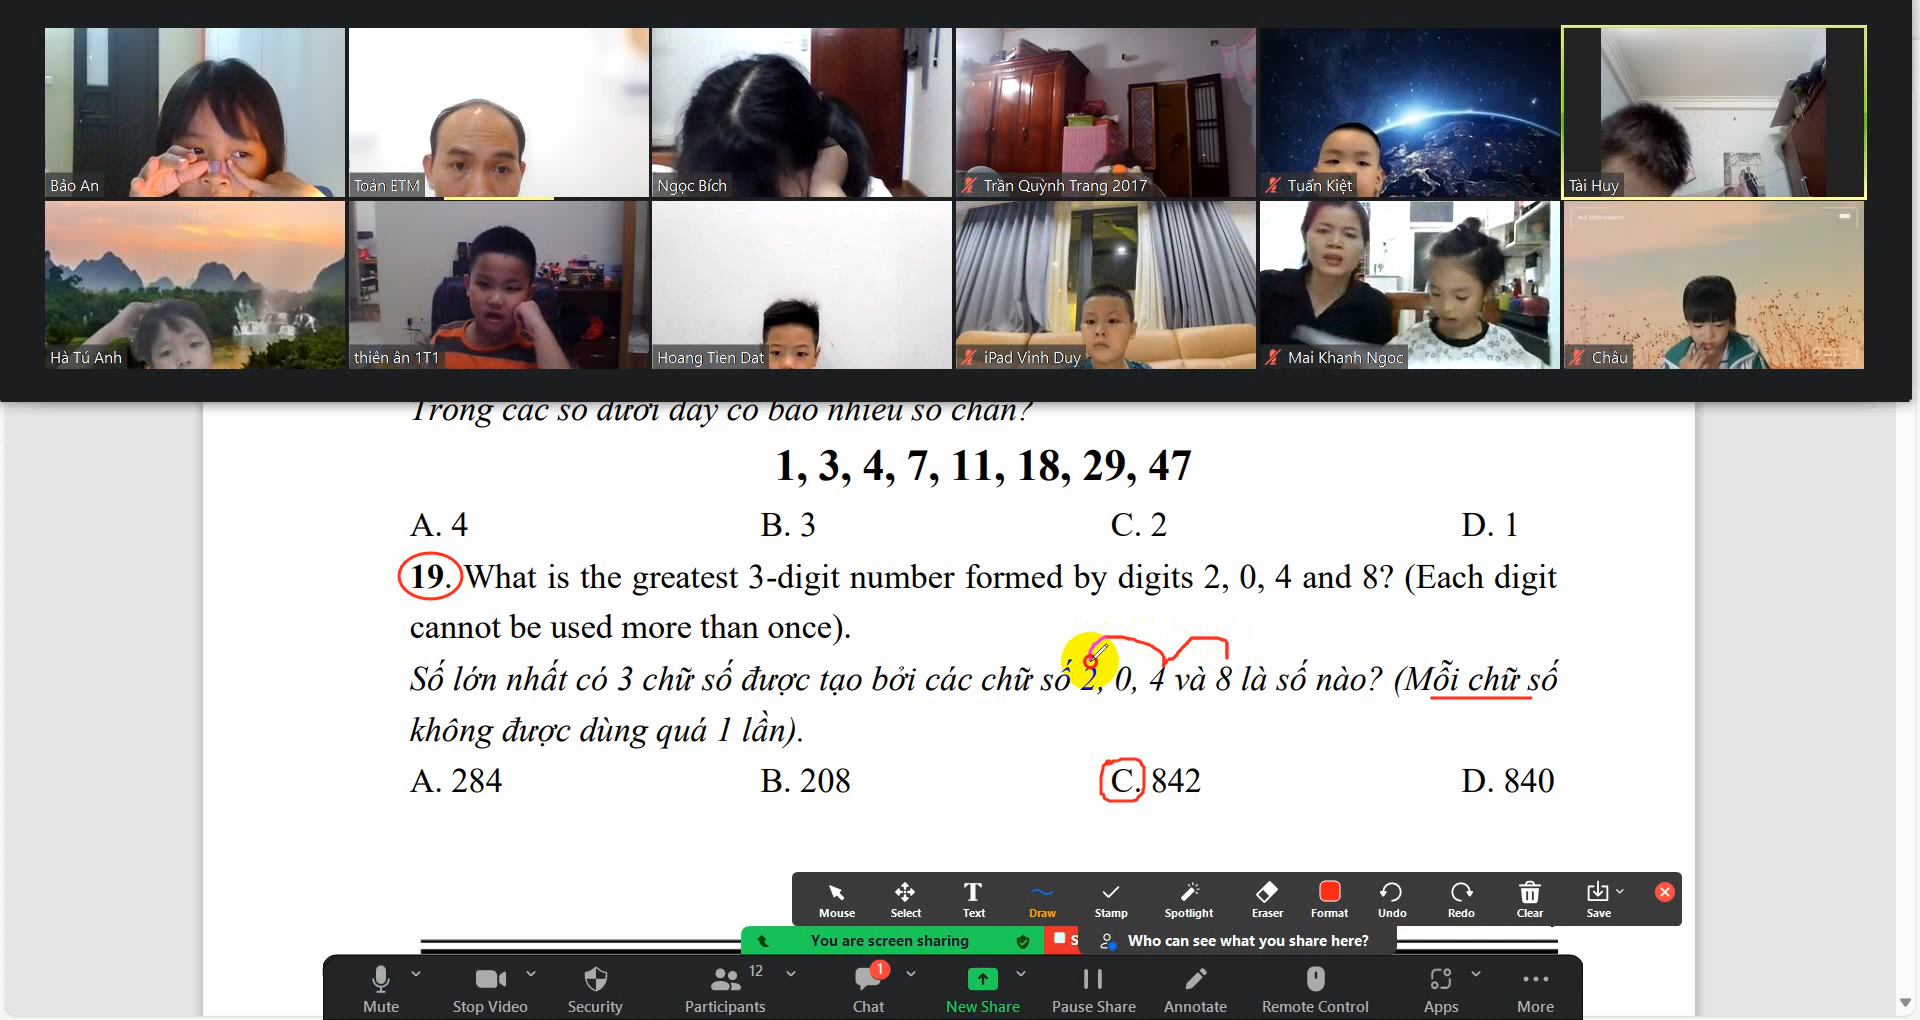 Bảo An
Toán ETM
Ngọc Bích
Trần Quỳnh Trang 2017
Tuấn Kiệt
Tài Huy
Hà Tú Anh
thiên ân 1T1
Hoang Tien Dat
iPad Vinh Duy
Mai Khanh Ngoc
Châu
Trong các số dưới đây có bao nhiêu số chẵn?
1, 3, 4, 7, 11, 18, 29, 47
A. 4 B. 3 C. 2 D. 1
19. What is the greatest 3-digit number formed by digits 2, 0, 4 and 8? (Each digit
cannot be used more than once).
Số lớn nhất có 3 chữ số được tạo bởi các chữ số 2, 0, 4 và 8 là số nào? (Mỗi chữ số
không được dùng quá 1 lần).
A. 284 B. 208 C. 842 D. 840
Mouse Select Text Draw Stamp Spotlight Eraser Format Undo Redo Clear Save
You are screen sharing S Who can see what you share here?
12 1
Mute Stop Video Security Participants Chat New Share Pause Share Annotate Remote Control Apps More